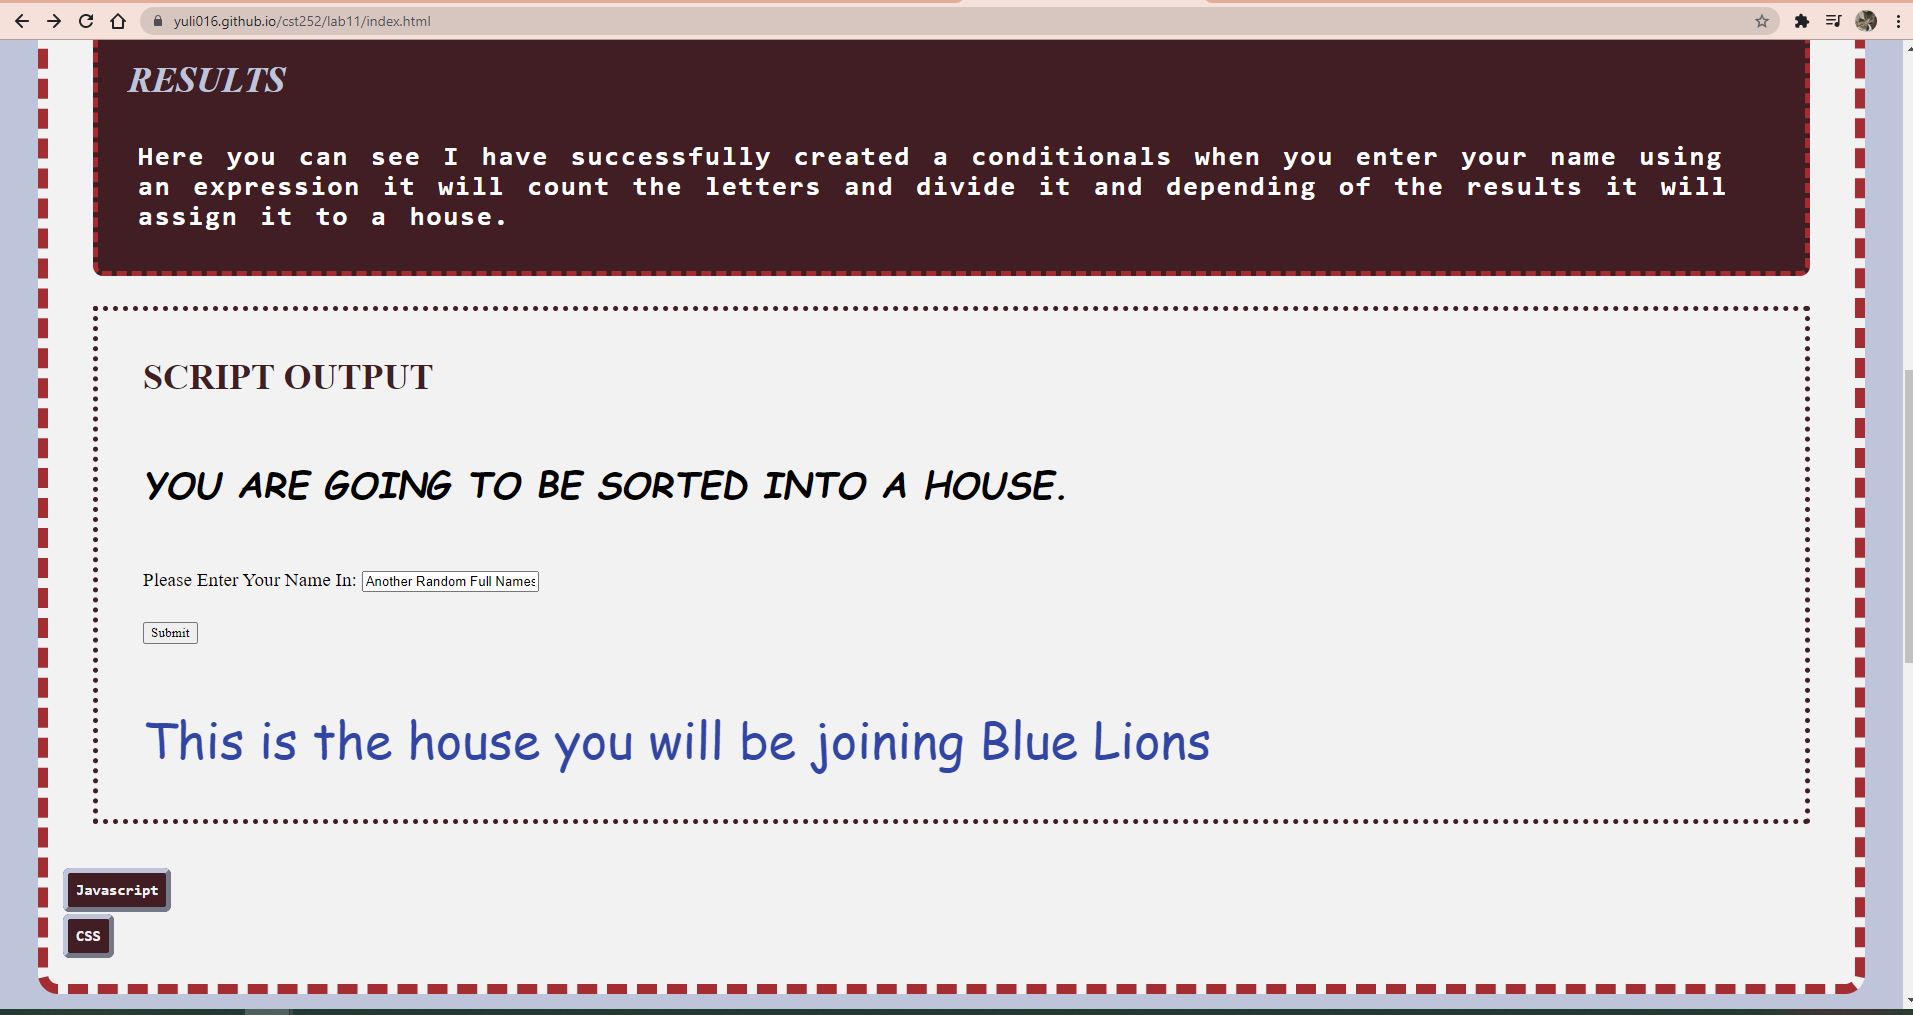 yuli016.github.io/cst252/lab11/index.html
RESULTS
Here you can see I have successfully created a conditionals when you enter your name using
an expression it will count the letters and divide it and depending of the results it will
assign it to a house.
SCRIPT OUTPUT
YOU ARE GOING TO BE SORTED INTO A HOUSE.
Please Enter Your Name In: Another Random Full Names
Submit
This is the house you will be joining Blue Lions
Javascript
CSS